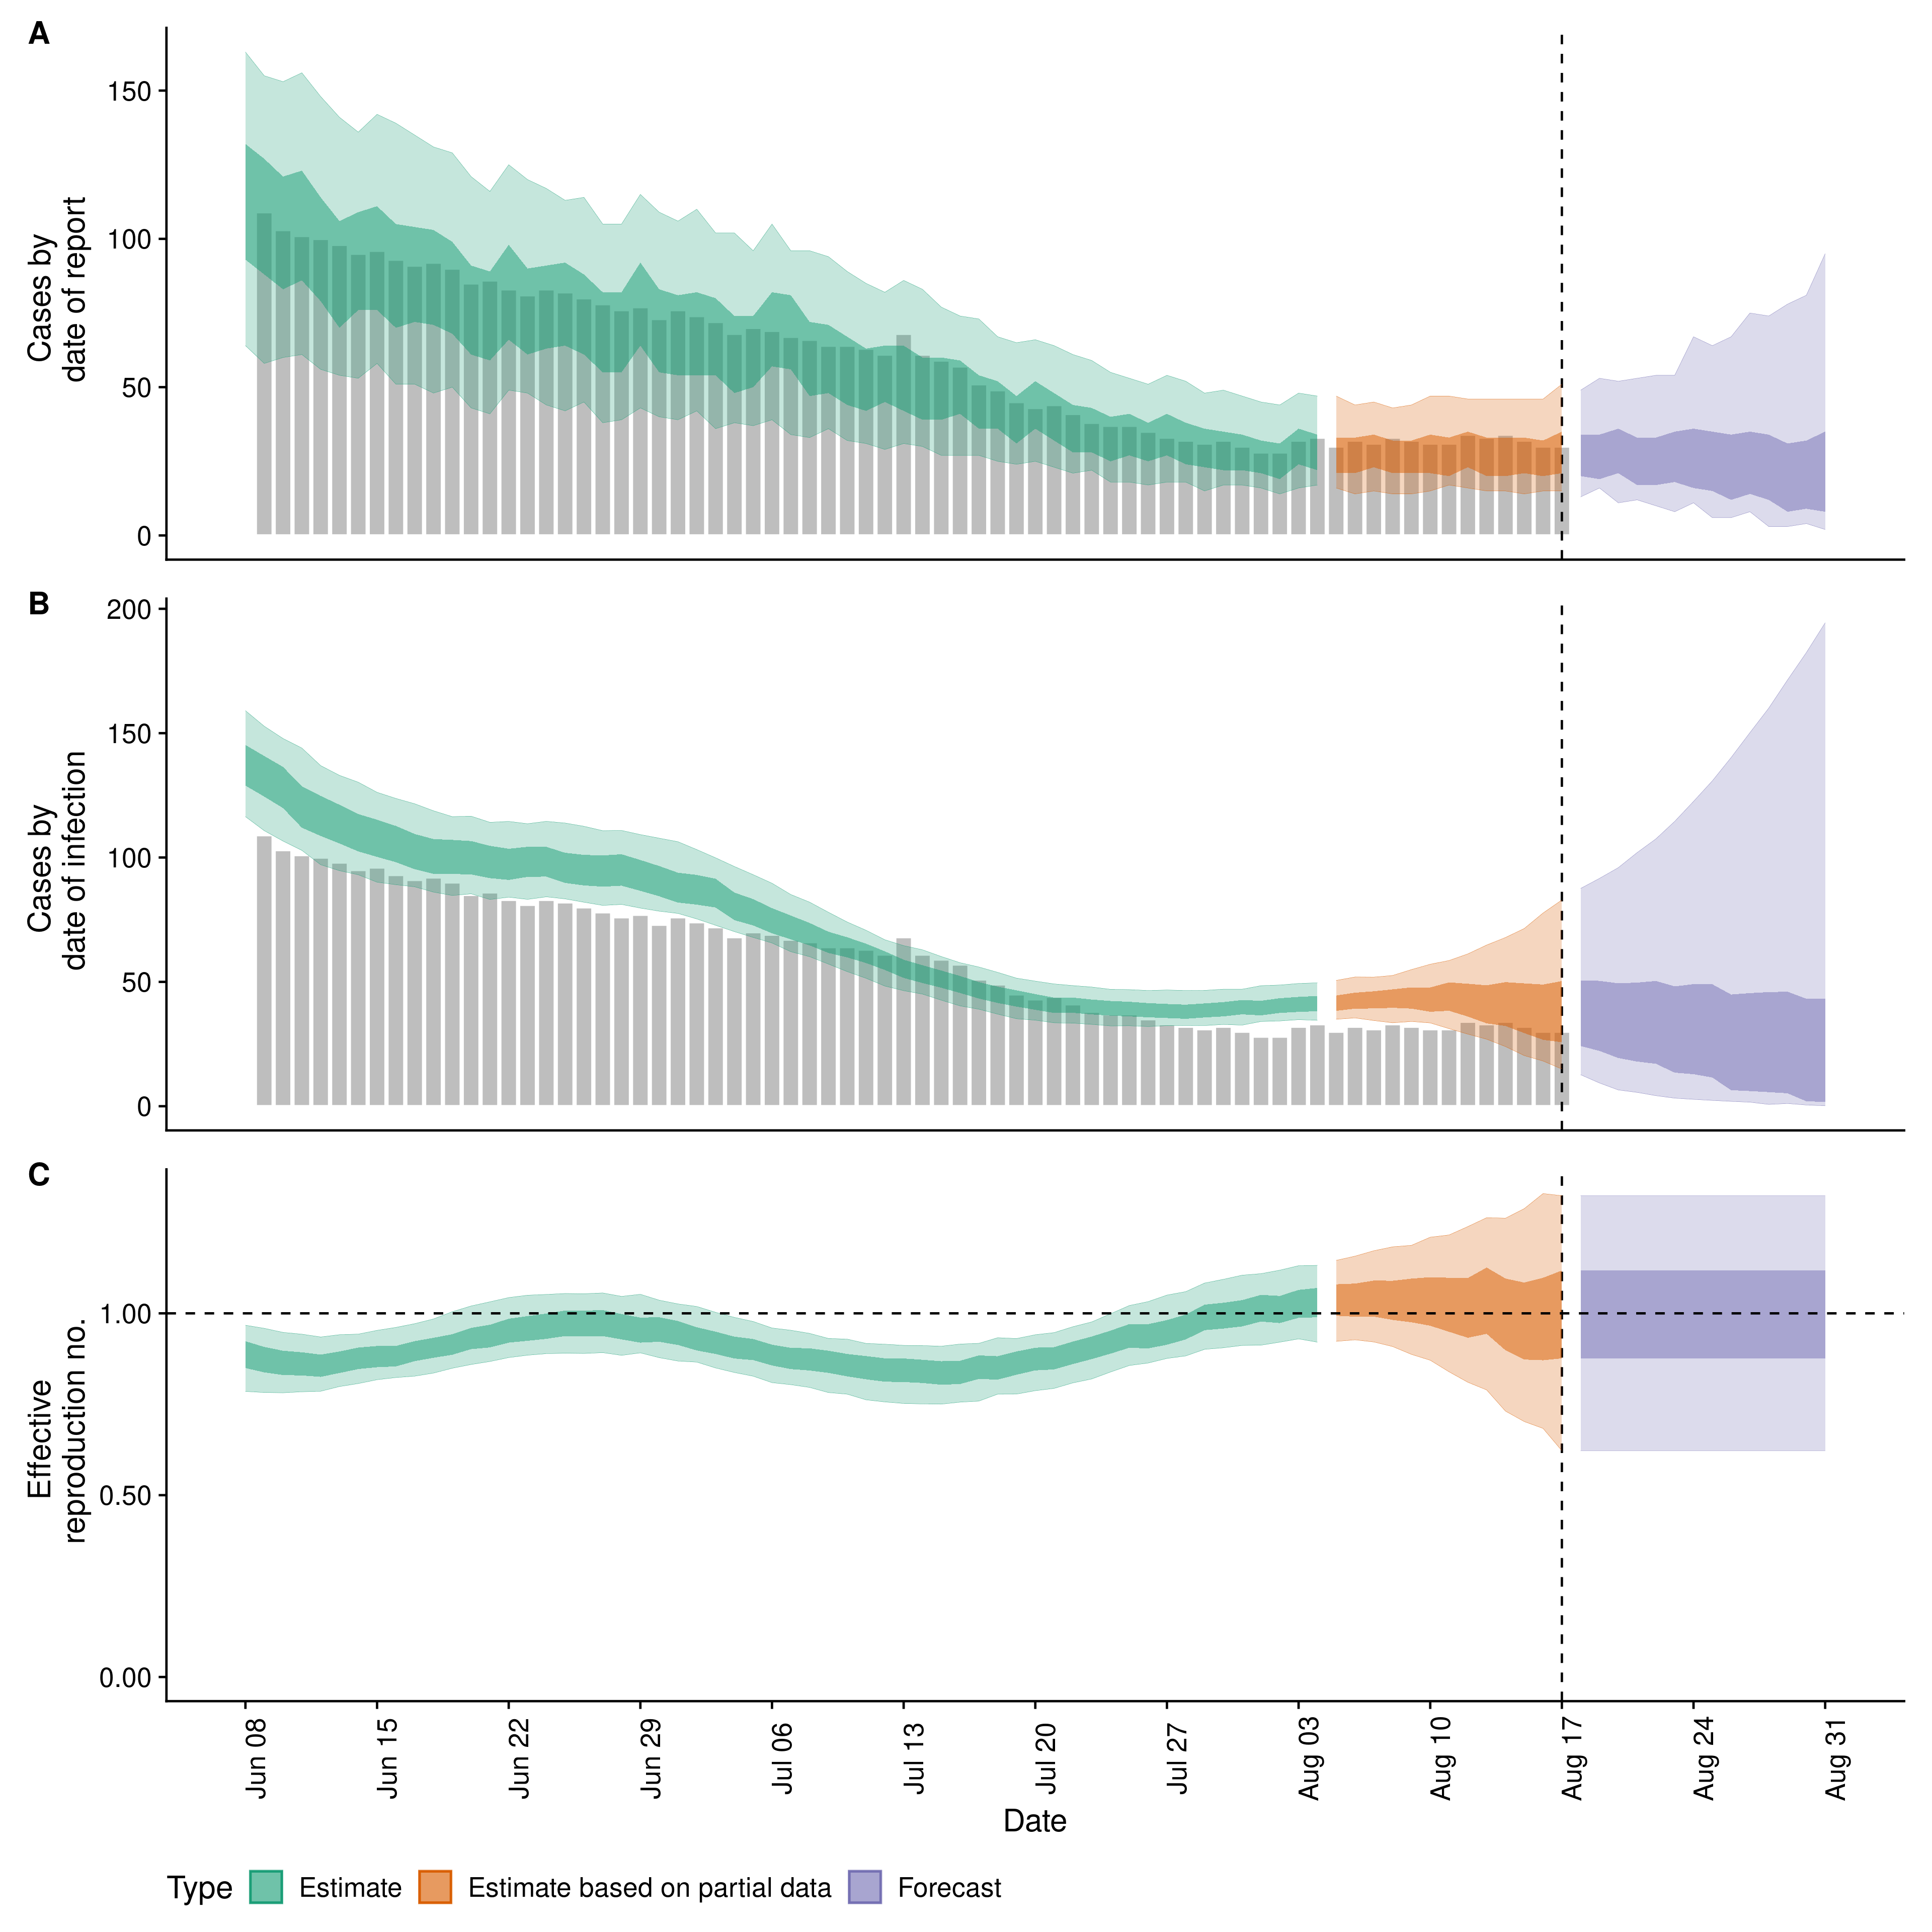 A
150
100
50
0
Cases by
date of report
B
200
150
100
50
0
Cases by
date of infection
C
1.00
0.50
0.00
Effective
reproduction no.
Jun 08
Jun 15
Jun 22
Jun 29
Jul 06
Jul 13
Jul 20
Jul 27
Aug 03
Aug 10
Aug 17
Aug 24
Aug 31
Date
Type Estimate Estimate based on partial data Forecast